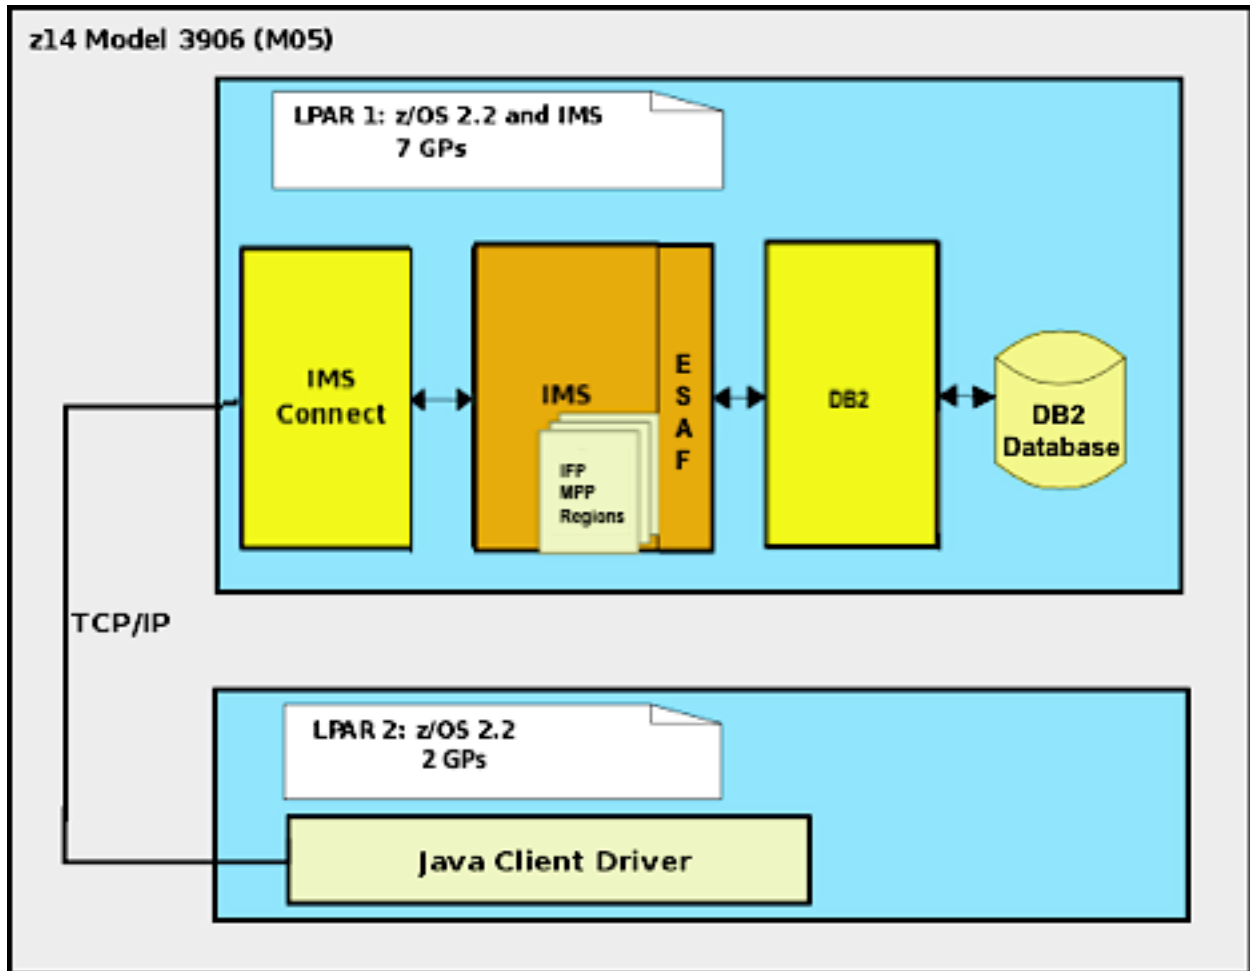 z14 Model 3906 (M05)
LPAR 1: z/OS 2.2 and IMS
7 GPs
IMS
Connect
IMS
IFP
MPP
Regions
E
S
A
F
DB2
DB2
Database
TCP/IP
LPAR 2: z/OS 2.2
2 GPs
Java Client Driver